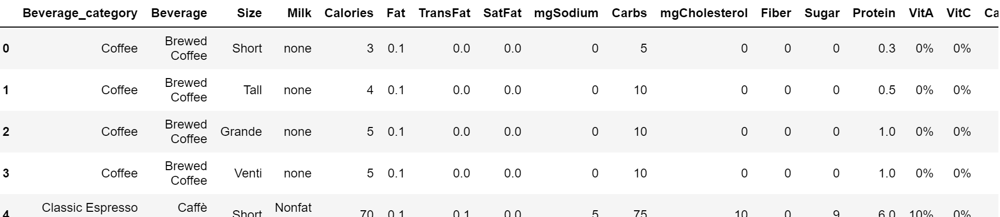 Beverage_category Beverage Size Milk Calories Fat TransFat SatFat mgSodium Carbs mgCholesterol Fiber Sugar Protein VitA VitC Ca
0 Coffee Brewed Coffee Short none 3 0.1 0.0 0.0 0 5 0 0 0 0.3 0% 0%
1 Coffee Brewed Coffee Tall none 4 0.1 0.0 0.0 0 10 0 0 0 0.5 0% 0%
2 Coffee Brewed Coffee Grande none 5 0.1 0.0 0.0 0 10 0 0 0 1.0 0% 0%
3 Coffee Brewed Coffee Venti none 5 0.1 0.0 0.0 0 10 0 0 0 1.0 0% 0%
4 Classic Espresso Caffè Short Nonfat 70 0.1 0.1 0.0 5 75 10 0 9 6.0 10% 0%